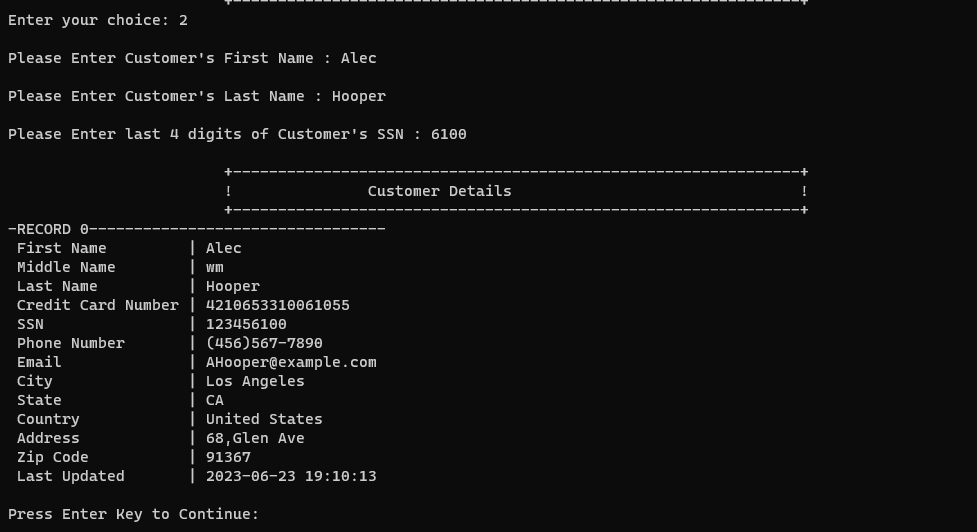 +---------------------------------------------------------------+
Enter your choice: 2
Please Enter Customer's First Name : Alec
Please Enter Customer's Last Name : Hooper
Please Enter last 4 digits of Customer's SSN : 6100
+---------------------------------------------------------------+
! Customer Details !
+---------------------------------------------------------------+
-RECORD 0---------------------------------
First Name | Alec
Middle Name | wm
Last Name | Hooper
Credit Card Number | 4210653310061055
SSN | 123456100
Phone Number | (456)567-7890
Email | AHooper@example.com
City | Los Angeles
State | CA
Country | United States
Address | 68,Glen Ave
Zip Code | 91367
Last Updated | 2023-06-23 19:10:13
Press Enter Key to Continue: